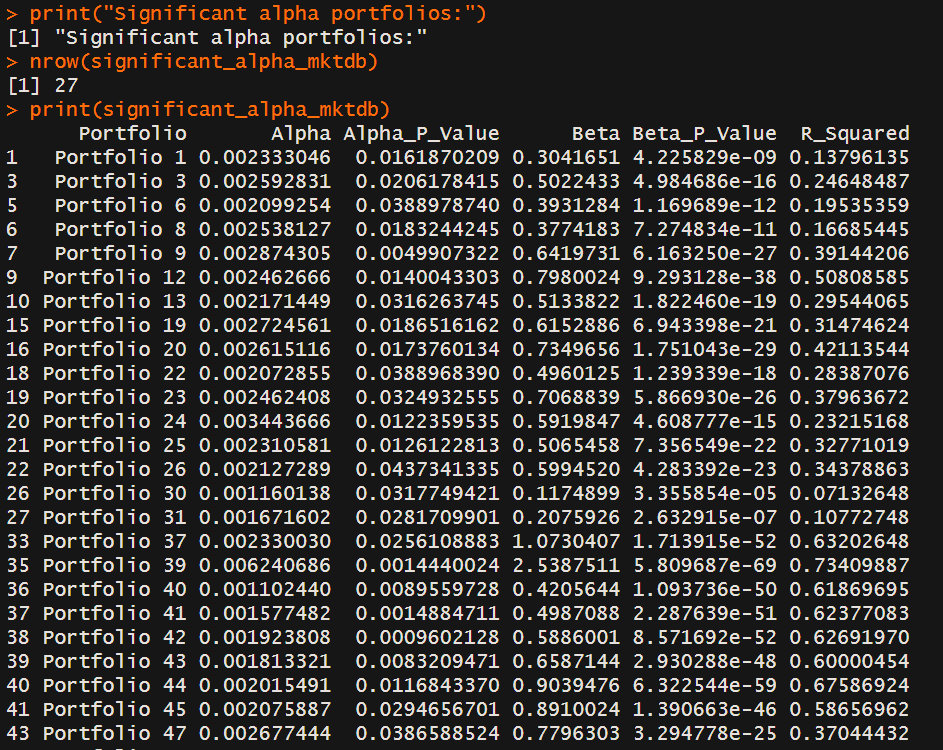 > print("Significant alpha portfolios:")
[1] "Significant alpha portfolios:"
> nrow(significant_alpha_mktdb)
[1] 27
> print(significant_alpha_mktdb)
Portfolio Alpha Alpha_P_Value Beta Beta_P_Value R_Squared
1 Portfolio 1 0.002333046 0.0161870209 0.3041651 4.225829e-09 0.13796135
3 Portfolio 3 0.002592831 0.0206178415 0.5022433 4.984686e-16 0.24648487
5 Portfolio 6 0.002099254 0.0388978740 0.3931284 1.169689e-12 0.19535359
6 Portfolio 8 0.002538127 0.0183244245 0.3774183 7.274834e-11 0.16685445
7 Portfolio 9 0.002874305 0.0049907322 0.6419731 6.163250e-27 0.39144206
9 Portfolio 12 0.002462666 0.0140043303 0.7980024 9.293128e-38 0.50808585
10 Portfolio 13 0.002171449 0.0316263745 0.5133822 1.822460e-19 0.29544065
15 Portfolio 19 0.002724561 0.0186516162 0.6152886 6.943398e-21 0.31474624
16 Portfolio 20 0.002615116 0.0173760134 0.7349656 1.751043e-29 0.42113544
18 Portfolio 22 0.002072855 0.0388968390 0.4960125 1.239339e-18 0.28387076
19 Portfolio 23 0.002462408 0.0324932555 0.7068839 5.866930e-26 0.37963672
20 Portfolio 24 0.003443666 0.0122359535 0.5919847 4.608777e-15 0.23215168
21 Portfolio 25 0.002310581 0.0126122813 0.5065458 7.356549e-22 0.32771019
22 Portfolio 26 0.002127289 0.0437341335 0.5994520 4.283392e-23 0.34378863
26 Portfolio 30 0.001160138 0.0317749421 0.1174899 3.355854e-05 0.07132648
27 Portfolio 31 0.001671602 0.0281709901 0.2075926 2.632915e-07 0.10772748
33 Portfolio 37 0.002330030 0.0256108883 1.0730407 1.713915e-52 0.63202648
35 Portfolio 39 0.006240686 0.0014440024 2.5387511 5.809687e-69 0.73409887
36 Portfolio 40 0.001102440 0.0089559728 0.4205644 1.093736e-50 0.61869695
37 Portfolio 41 0.001577482 0.0014884711 0.4987088 2.287639e-51 0.62377083
38 Portfolio 42 0.001923808 0.0009602128 0.5886001 8.571692e-52 0.62691970
39 Portfolio 43 0.001813321 0.0083209471 0.6587144 2.930288e-48 0.60000454
40 Portfolio 44 0.002015491 0.0116843370 0.9039476 6.322544e-59 0.67586924
41 Portfolio 45 0.002075887 0.0294656701 0.8910024 1.390663e-46 0.58656962
43 Portfolio 47 0.002677444 0.0386588524 0.7796303 3.294778e-25 0.37044432